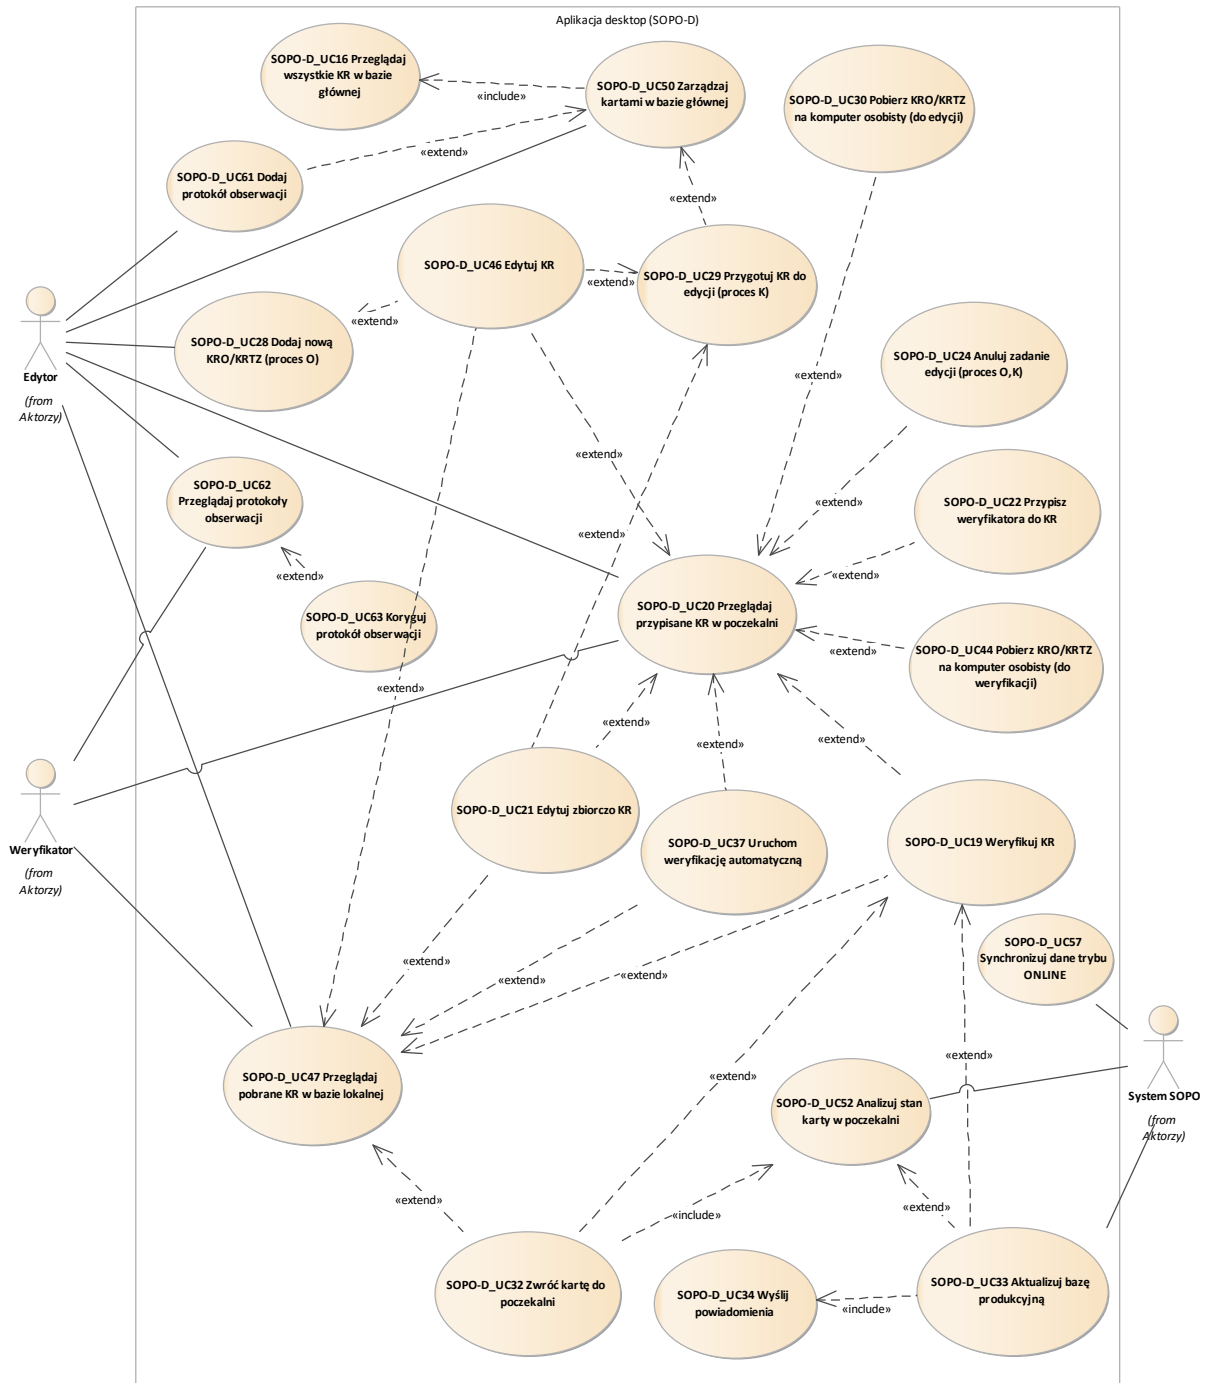 Aplikacja desktop (SOPO-D)
SOPO-D_UC16 Przeglądaj
wszystkie KR w bazie
głównej
«include»
SOPO-D_UC50 Zarządzaj
kartami w bazie głównej
SOPO-D_UC30 Pobierz KRO/KRTZ
na komputer osobisty (do edycji)
«extend»
SOPO-D_UC61 Dodaj
protokół obserwacji
«extend»
SOPO-D_UC46 Edytuj KR
«extend»
SOPO-D_UC29 Przygotuj KR do
edycji (proces K)
«extend»
SOPO-D_UC28 Dodaj nową
KRO/KRTZ (proces O)
Edytor
(from
Aktorzy)
SOPO-D_UC24 Anuluj zadanie
edycji (proces O,K)
«extend»
«extend»
SOPO-D_UC62
Przeglądaj protokoły
obserwacji
«extend»
SOPO-D_UC22 Przypisz
weryfikatora do KR
«extend»
«extend»
«extend»
SOPO-D_UC63 Koryguj
protokół obserwacji
SOPO-D_UC20 Przeglądaj
przypisane KR w poczekalni
«extend»
SOPO-D_UC44 Pobierz KRO/KRTZ
na komputer osobisty (do
weryfikacji)
«extend»
«extend»
«extend»
«extend»
SOPO-D_UC21 Edytuj zbiorczo KR
SOPO-D_UC37 Uruchom
weryfikację automatyczną
SOPO-D_UC19 Weryfikuj KR
Weryfikator
(from
Aktorzy)
SOPO-D_UC57
Synchronizuj dane trybu
ONLINE
«extend»
«extend»
«extend»
«extend»
«extend»
SOPO-D_UC47 Przeglądaj
pobrane KR w bazie lokalnej
SOPO-D_UC52 Analizuj stan
karty w poczekalni
System SOPO
(from
Aktorzy)
«extend»
«include»
«extend»
SOPO-D_UC32 Zwróć kartę do
poczekalni
SOPO-D_UC34 Wyślij
powiadomienia
«include»
SOPO-D_UC33 Aktualizuj bazę
produkcyjną